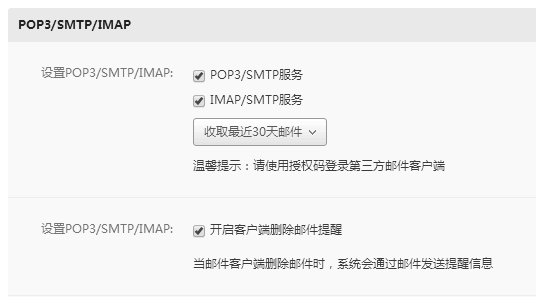 POP3/SMTP/IMAP
设置POP3/SMTP/IMAP:
POP3/SMTP服务
IMAP/SMTP服务
收取最近30天邮件
温馨提示：请使用授权码登录第三方邮件客户端
设置POP3/SMTP/IMAP:
开启客户端删除邮件提醒
当邮件客户端删除邮件时，系统会通过邮件发送提醒信息